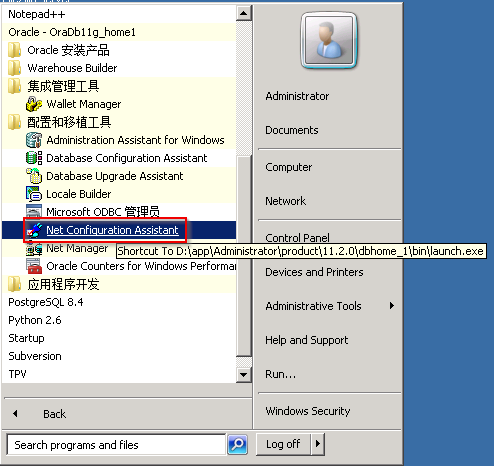 Notepad++
Oracle - OraDb11g_home1
Oracle 安装产品
Warehouse Builder
集成管理工具
Wallet Manager
配置和移植工具
Administration Assistant for Windows
Database Configuration Assistant
Database Upgrade Assistant
Locale Builder
Microsoft ODBC 管理员
Net Configuration Assistant
Net Manager
Shortcut To D:\app\Administrator\product\11.2.0\dbhome_1\bin\launch.exe
Oracle Counters for Windows Performan
应用程序开发
PostgreSQL 8.4
Python 2.6
Startup
Subversion
TPV
Back
Search programs and files
Administrator
Documents
Computer
Network
Control Panel
Devices and Printers
Administrative Tools
Help and Support
Run...
Windows Security
Log off